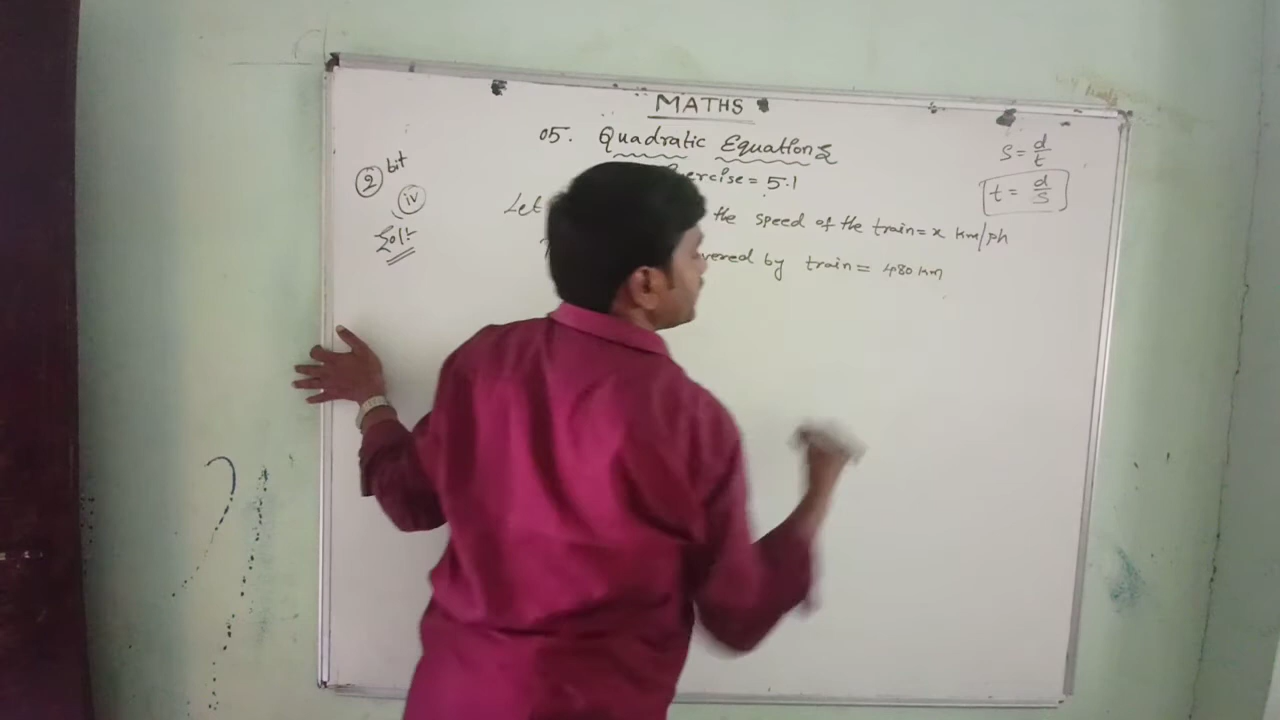 MATHS
05. Quadratic Equations
ercise = 5.1
2 bit
iv
Sol:-
S = d/t
t = d/s
Let the speed of the train = x km/ph
vered by train = 480 km